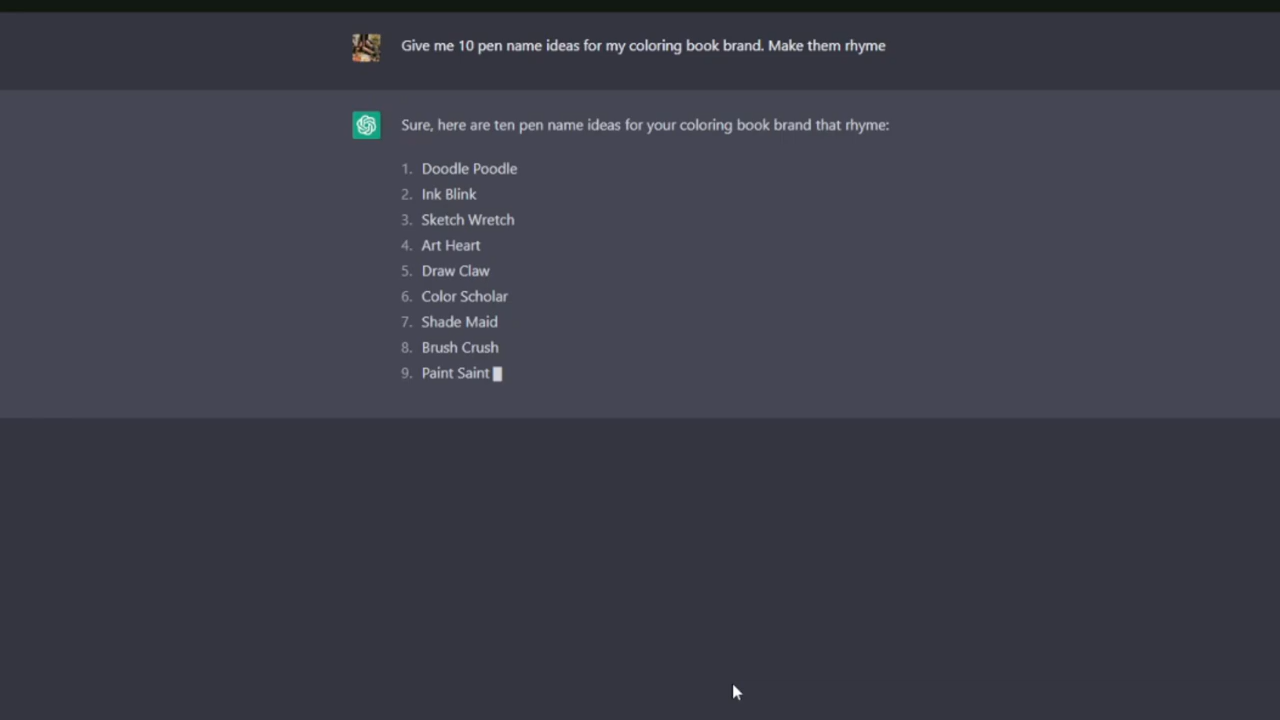 Give me 10 pen name ideas for my coloring book brand. Make them rhyme
Sure, here are ten pen name ideas for your coloring book brand that rhyme:
1. Doodle Poodle
2. Ink Blink
3. Sketch Wretch
4. Art Heart
5. Draw Claw
6. Color Scholar
7. Shade Maid
8. Brush Crush
9. Paint Saint